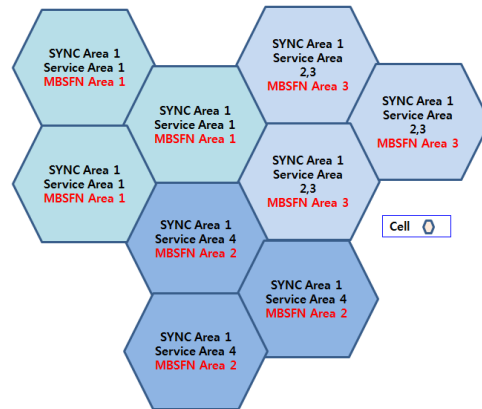 SYNC Area 1
Service Area 1
MBSFN Area 1
SYNC Area 1
Service Area
2,3
MBSFN Area 3
SYNC Area 1
Service Area 1
MBSFN Area 1
SYNC Area 1
Service Area
2,3
MBSFN Area 3
SYNC Area 1
Service Area 1
MBSFN Area 1
SYNC Area 1
Service Area
2,3
MBSFN Area 3
SYNC Area 1
Service Area 4
MBSFN Area 2
Cell
SYNC Area 1
Service Area 4
MBSFN Area 2
SYNC Area 1
Service Area 4
MBSFN Area 2